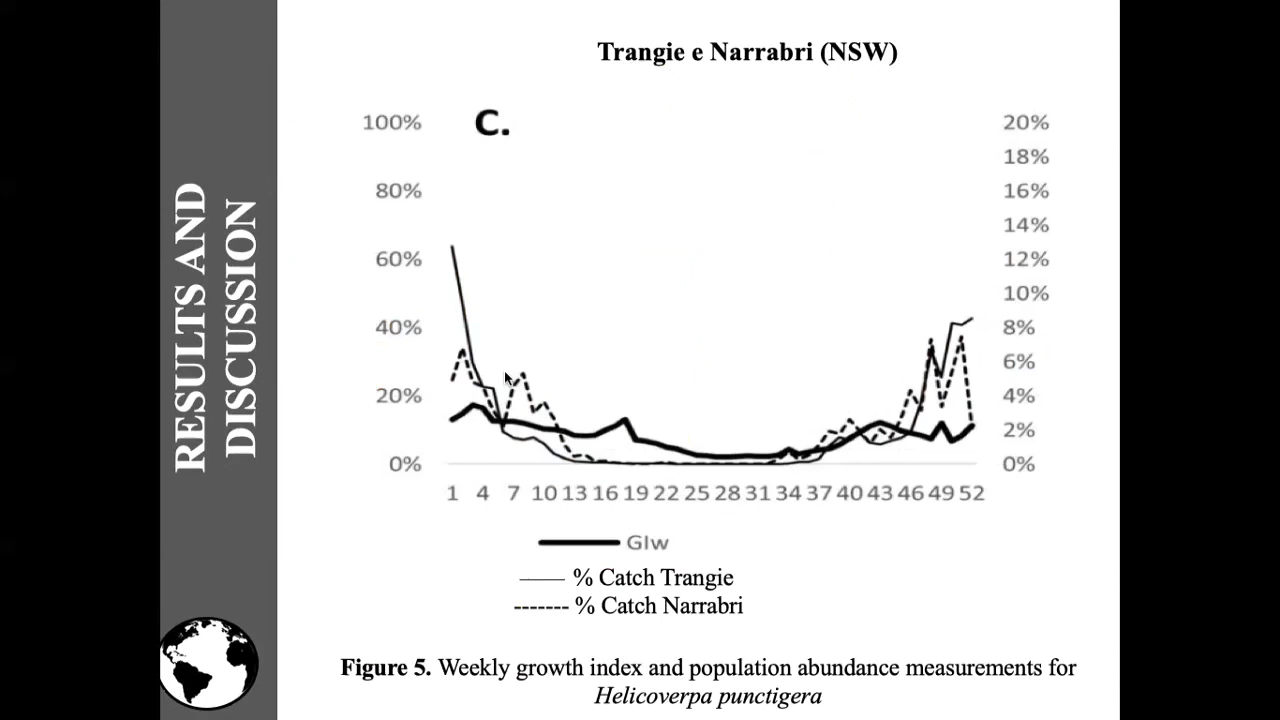 RESULTS AND
DISCUSSION
Trangie e Narrabri (NSW)
C.
100%
80%
60%
40%
20%
0%
20%
18%
16%
14%
12%
10%
8%
6%
4%
2%
0%
1 4 7 10 13 16 19 22 25 28 31 34 37 40 43 46 49 52
GIw
% Catch Trangie
% Catch Narrabri
Figure 5. Weekly growth index and population abundance measurements for
Helicoverpa punctigera